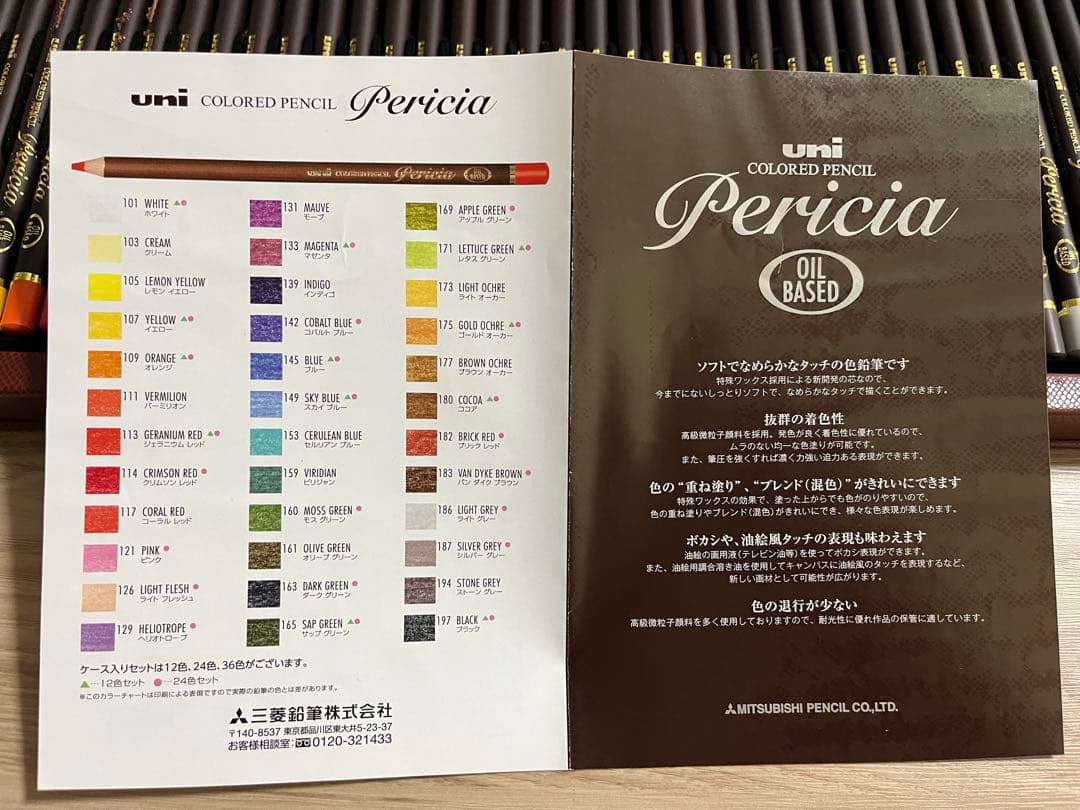 uni COLORED PENCIL Pericia
uni COLORED PENCIL Pericia OIL BASED
101 WHITE ▲●
ホワイト
103 CREAM
クリーム
105 LEMON YELLOW
レモン イエロー
107 YELLOW ▲●
イエロー
109 ORANGE ▲●
オレンジ
111 VERMILION
バーミリオン
113 GERANIUM RED ▲●
ジェラニウム レッド
114 CRIMSON RED ●
クリムソン レッド
117 CORAL RED
コーラル レッド
121 PINK ●
ピンク
126 LIGHT FLESH ●
ライト フレッシュ
129 HELIOTROPE ●
ヘリオトロープ
131 MAUVE
モーブ
133 MAGENTA ▲●
マゼンタ
139 INDIGO
インディゴ
142 COBALT BLUE ●
コバルト ブルー
145 BLUE ▲●
ブルー
149 SKY BLUE ▲●
スカイ ブルー
153 CERULEAN BLUE
セルリアン ブルー
159 VIRIDIAN
ビリジャン
160 MOSS GREEN ●
モス グリーン
161 OLIVE GREEN
オリーブ グリーン
163 DARK GREEN ●
ダーク グリーン
165 SAP GREEN ▲●
サップ グリーン
169 APPLE GREEN ●
アップル グリーン
171 LETTUCE GREEN ▲●
レタス グリーン
173 LIGHT OCHRE
ライト オーカー
175 GOLD OCHRE ▲●
ゴールド オーカー
177 BROWN OCHRE
ブラウン オーカー
180 COCOA ▲●
ココア
182 BRICK RED ●
ブリック レッド
183 VAN DYKE BROWN ●
バン ダイク ブラウン
186 LIGHT GREY ●
ライト グレー
187 SILVER GREY ●
シルバー グレー
194 STONE GREY
ストーン グレー
197 BLACK ▲●
ブラック
ケース入りセットは12色、24色、36色がございます。
▲…12色セット ●…24色セット
※このカラーチャートは印刷による表現ですので実際の鉛筆の色とは差があります。
三菱鉛筆株式会社
〒140-8537 東京都品川区東大井5-23-37
お客様相談室:0120-321433
uni
COLORED PENCIL
Pericia
OIL
BASED
ソフトでなめらかなタッチの色鉛筆です
特殊ワックス採用による新開発の芯なので、
今までにないしっとりソフトで、なめらかなタッチで描くことができます。
抜群の着色性
高級微粒子顔料を採用。発色が良く着色性に優れているので、
ムラのない均一な色塗りが可能です。
また、筆圧を強くすれば濃く力強い迫力ある表現ができます。
色の“重ね塗り”、“ブレンド(混色)”がきれいにできます
特殊ワックスの効果で、塗った上からでも色がのりやすいので、
色の重ね塗りやブレンド(混色)がきれいにでき、様々な色表現が楽しめます。
ボカシや、油絵風タッチの表現も味わえます
油絵の画用液(テレピン油等)を使ってボカシ表現ができます。
また、油絵用調合溶き油を使用してキャンバスに油絵風のタッチを表現するなど、
新しい画材として可能性が広がります。
色の退行が少ない
高級微粒子顔料を多く使用しておりますので、耐光性に優れ作品の保管に適しています。
MITSUBISHI PENCIL CO.,LTD.